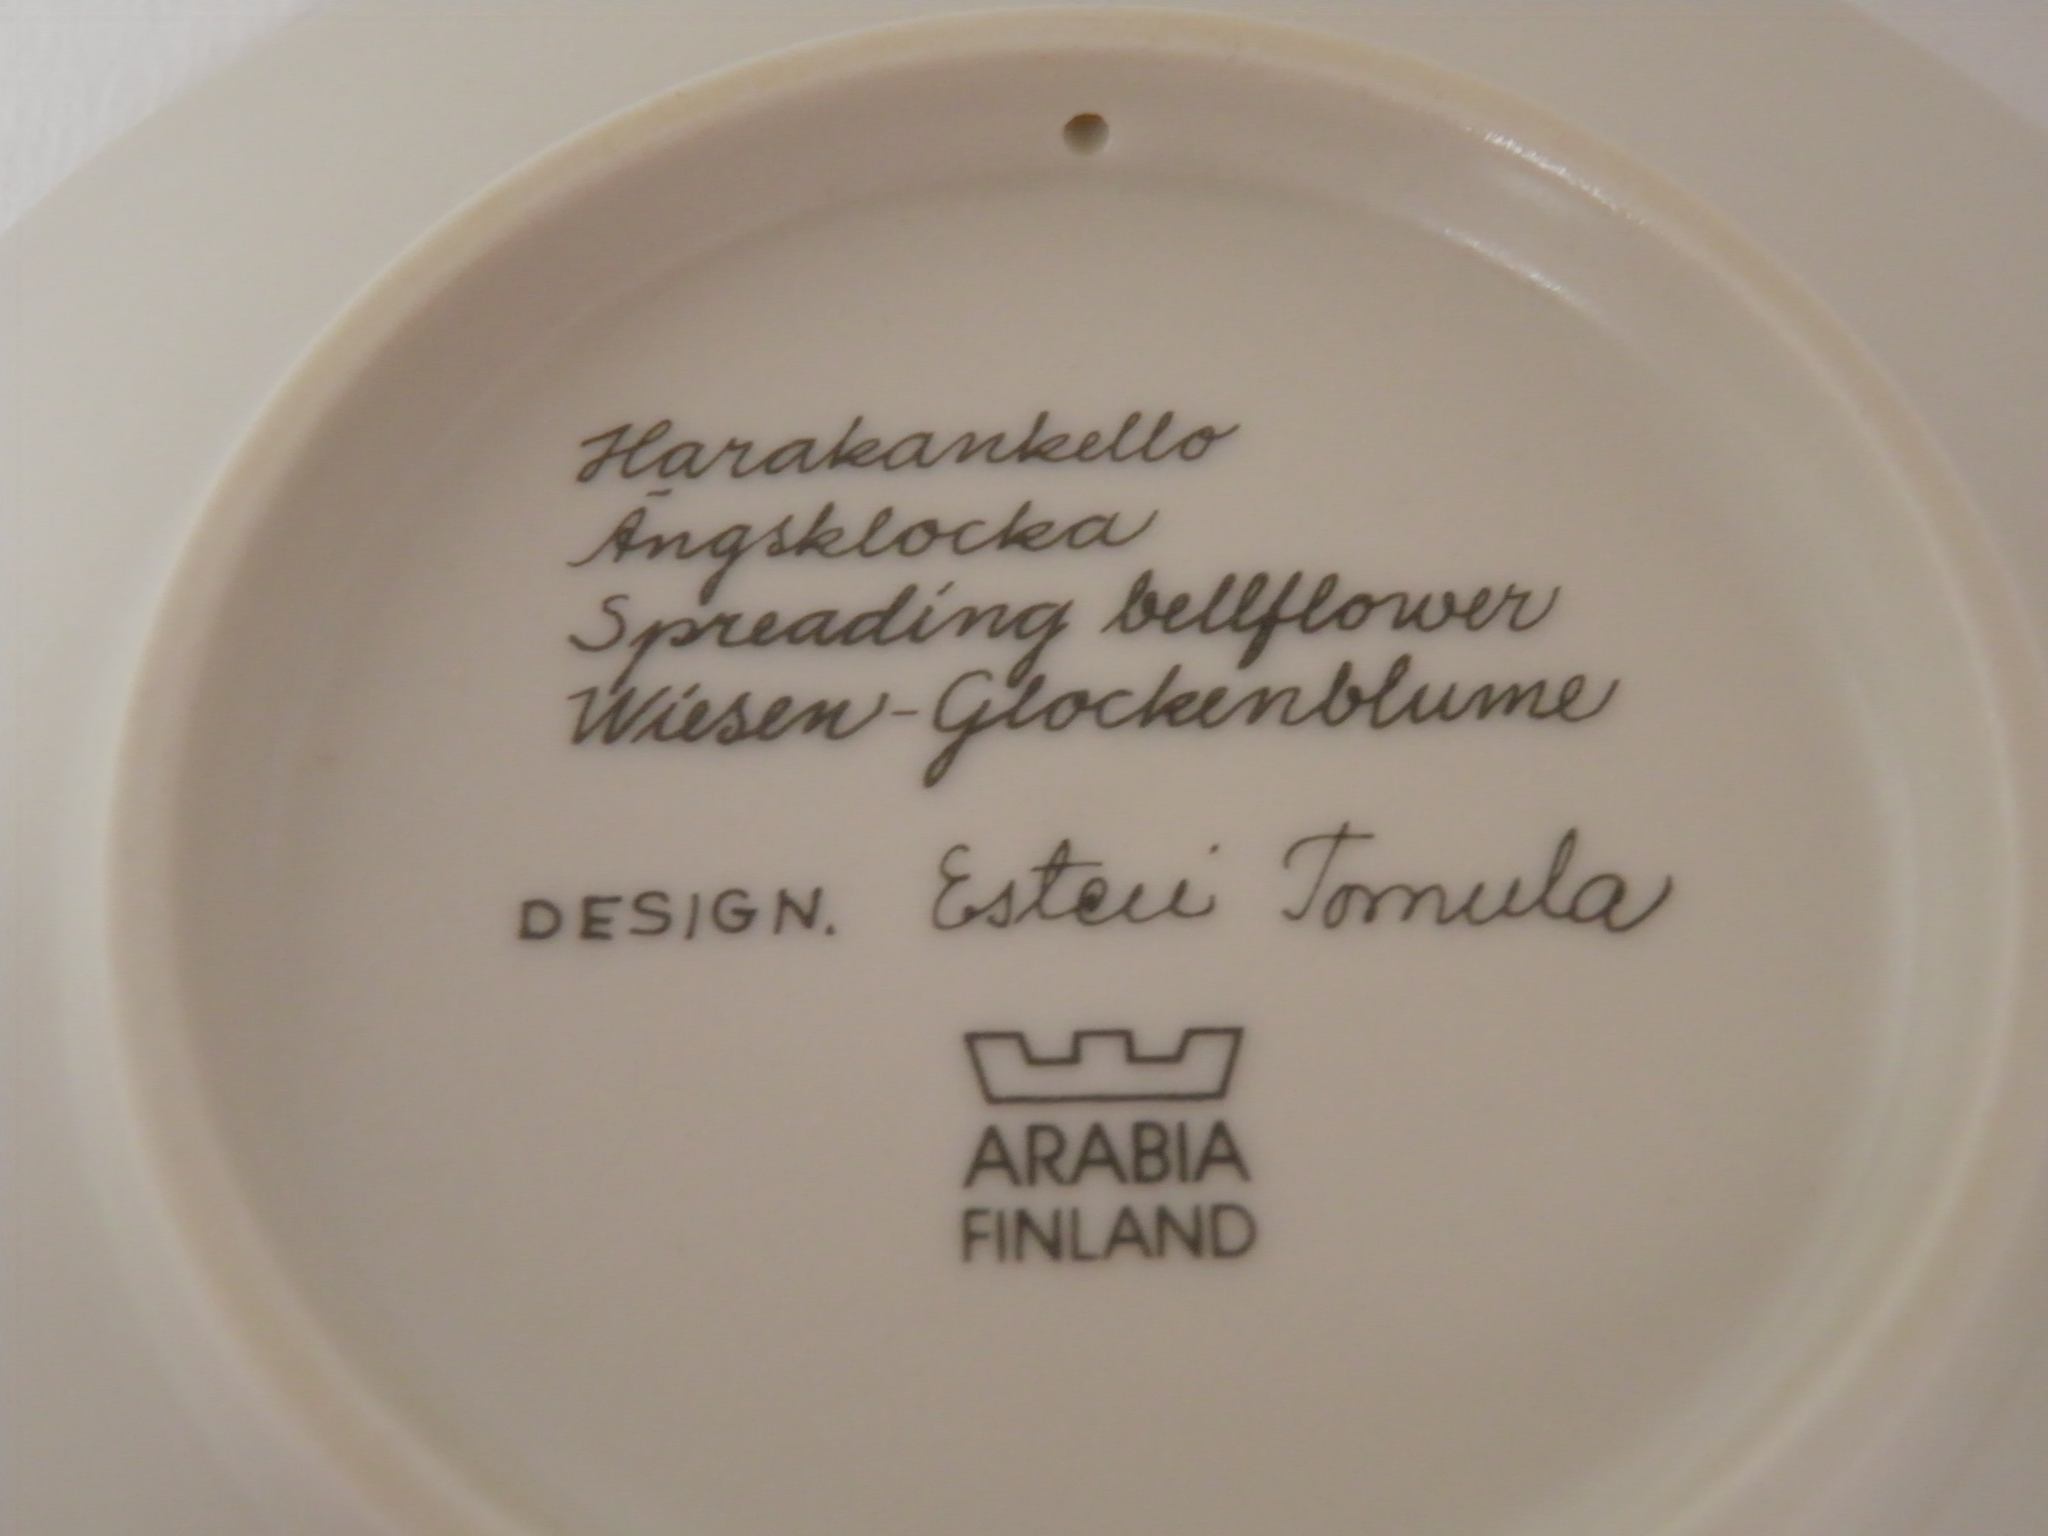 Harakankello
Ängsklocka
Spreading bellflower
Wiesen-Glockenblume
DESIGN. Esteri Tomula
ARABIA
FINLAND